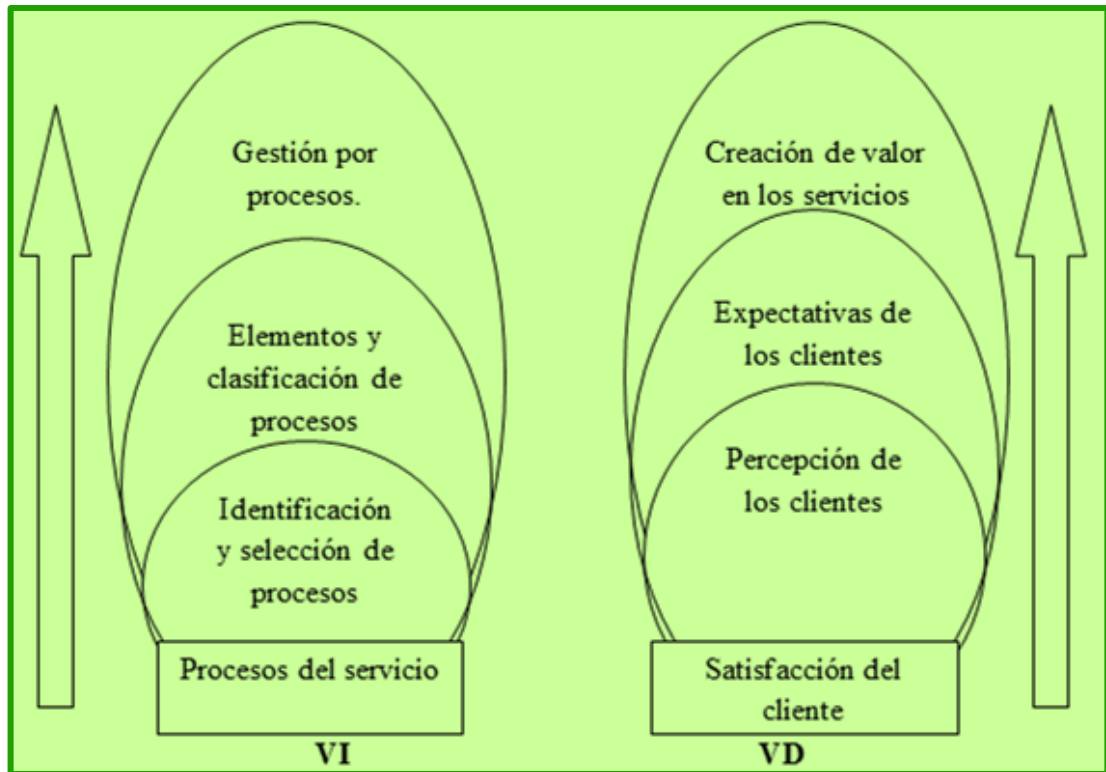 Gestión por
procesos.
Elementos y
clasificación de
procesos
Identificación
y selección de
procesos
Procesos del servicio
VI
Creación de valor
en los servicios
Expectativas de
los clientes
Percepción de
los clientes
Satisfacción del
cliente
VD